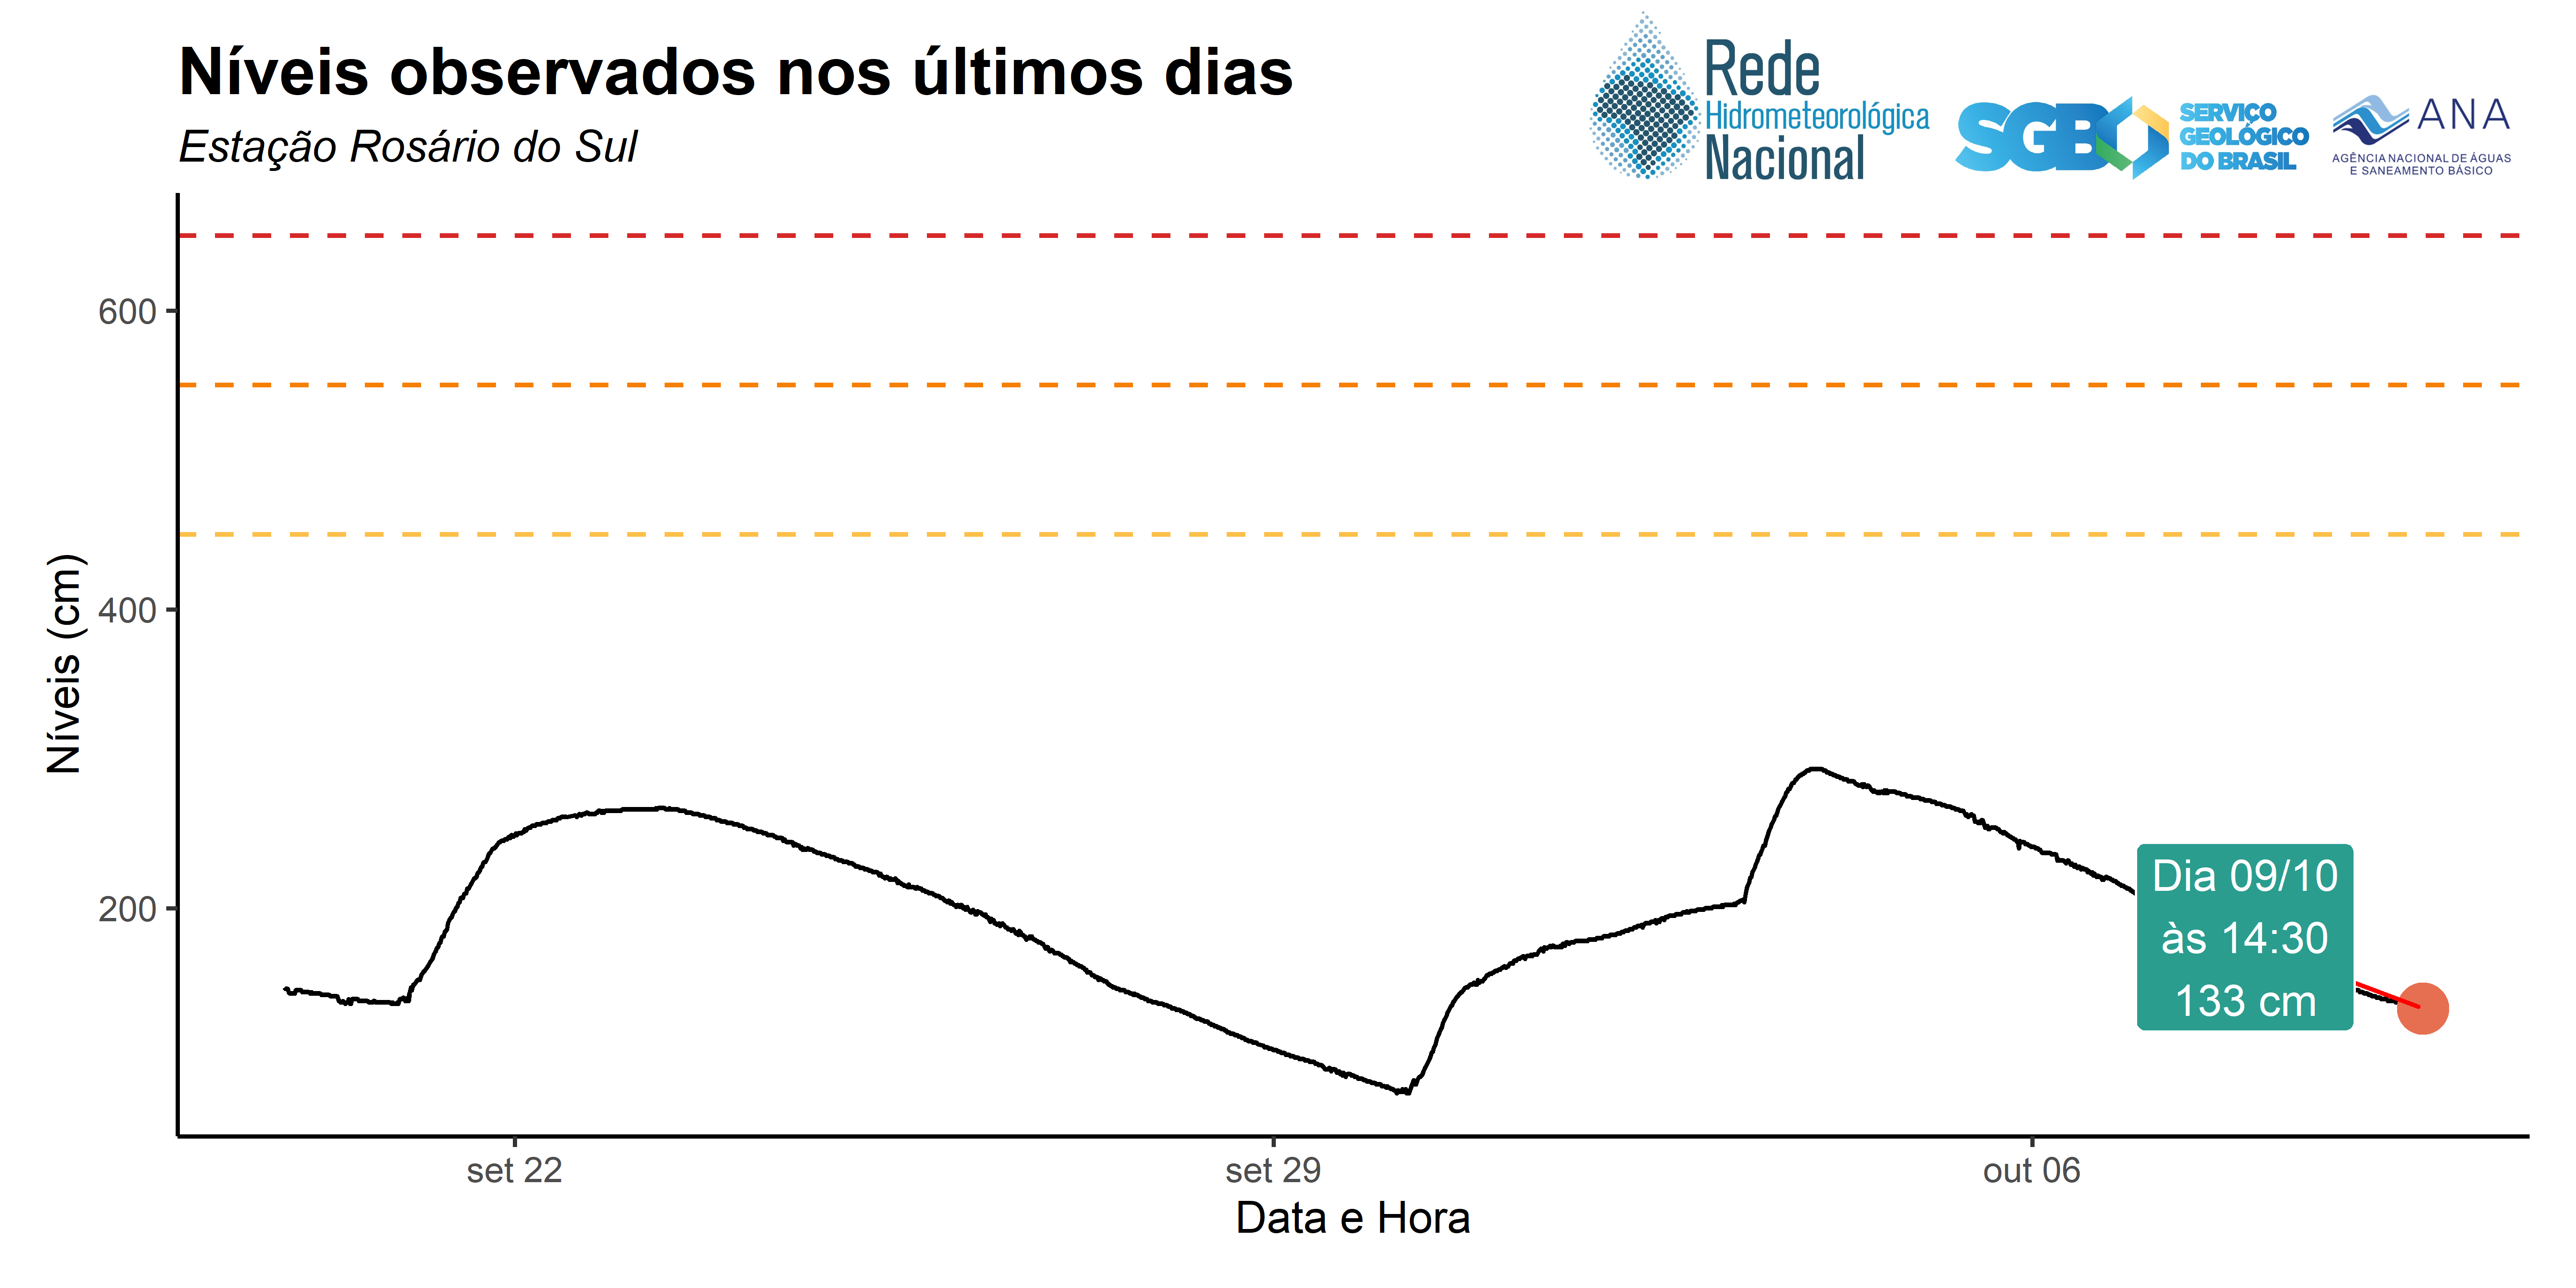 Níveis observados nos últimos dias
Estação Rosário do Sul
Rede
Hidrometeorológica
Nacional
SGB
SERVIÇO
GEOLÓGICO
DO BRASIL
ANA
AGÊNCIA NACIONAL DE ÁGUAS
E SANEAMENTO BÁSICO
Níveis (cm)
600
400
200
Dia 09/10
às 14:30
133 cm
set 22
set 29
out 06
Data e Hora